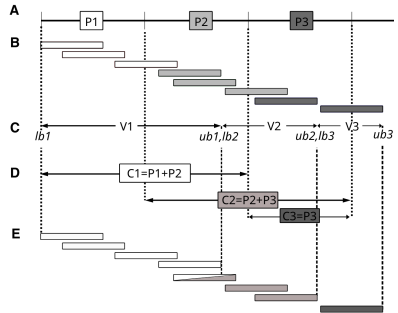 A P1 P2 P3
B
C V1 V2 V3
lb1 ub1,lb2 ub2,lb3 ub3
D C1=P1+P2
C2=P2+P3
C3=P3
E